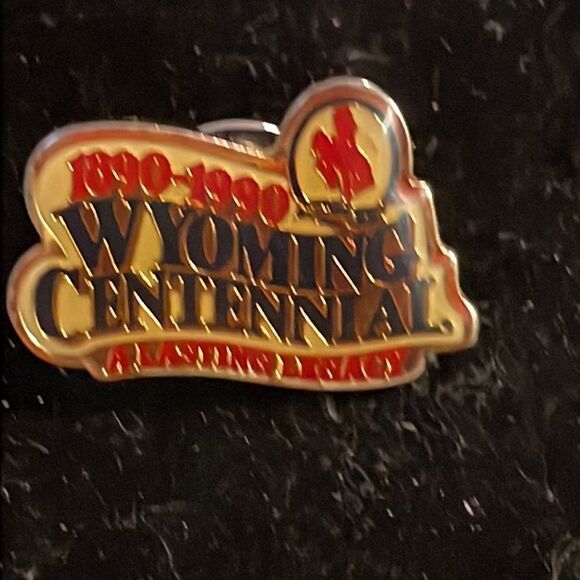 1890-1990
WYOMING
CENTENNIAL
A LASTING LEGACY